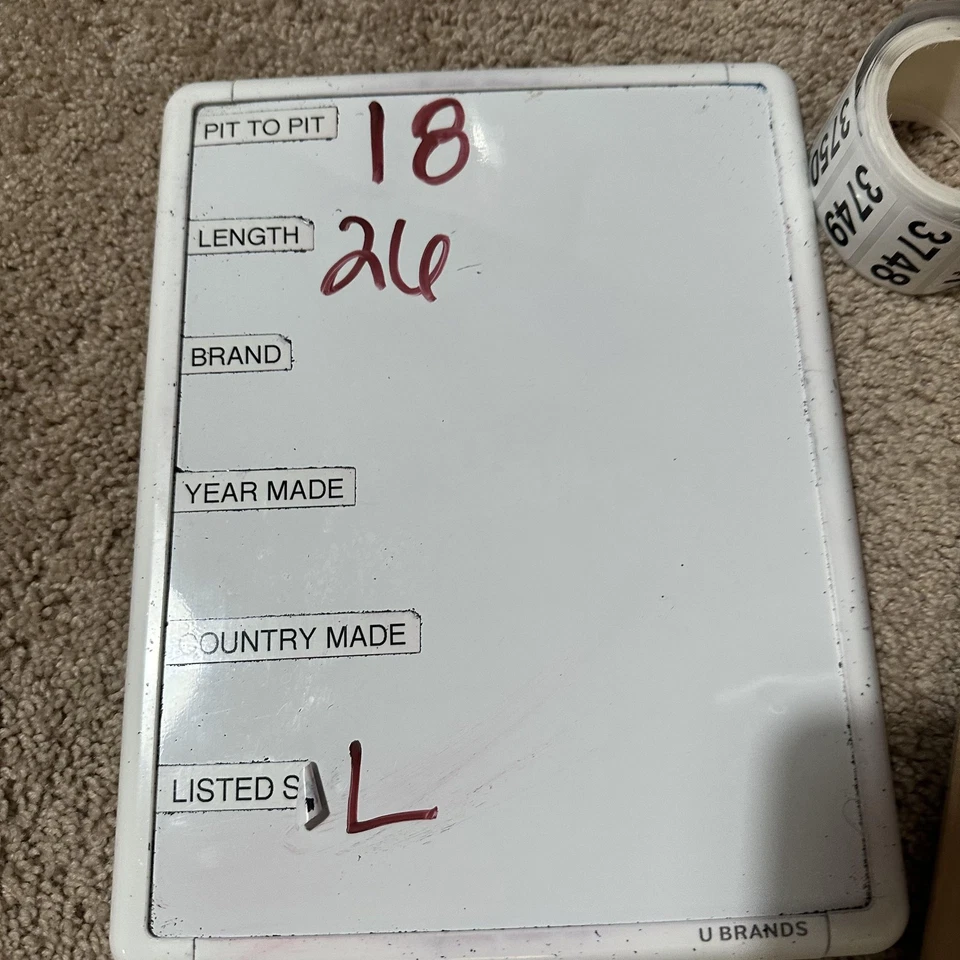 PIT TO PIT 18
LENGTH 26
BRAND
YEAR MADE
COUNTRY MADE
LISTED S L
U BRANDS
3750
3749
3748